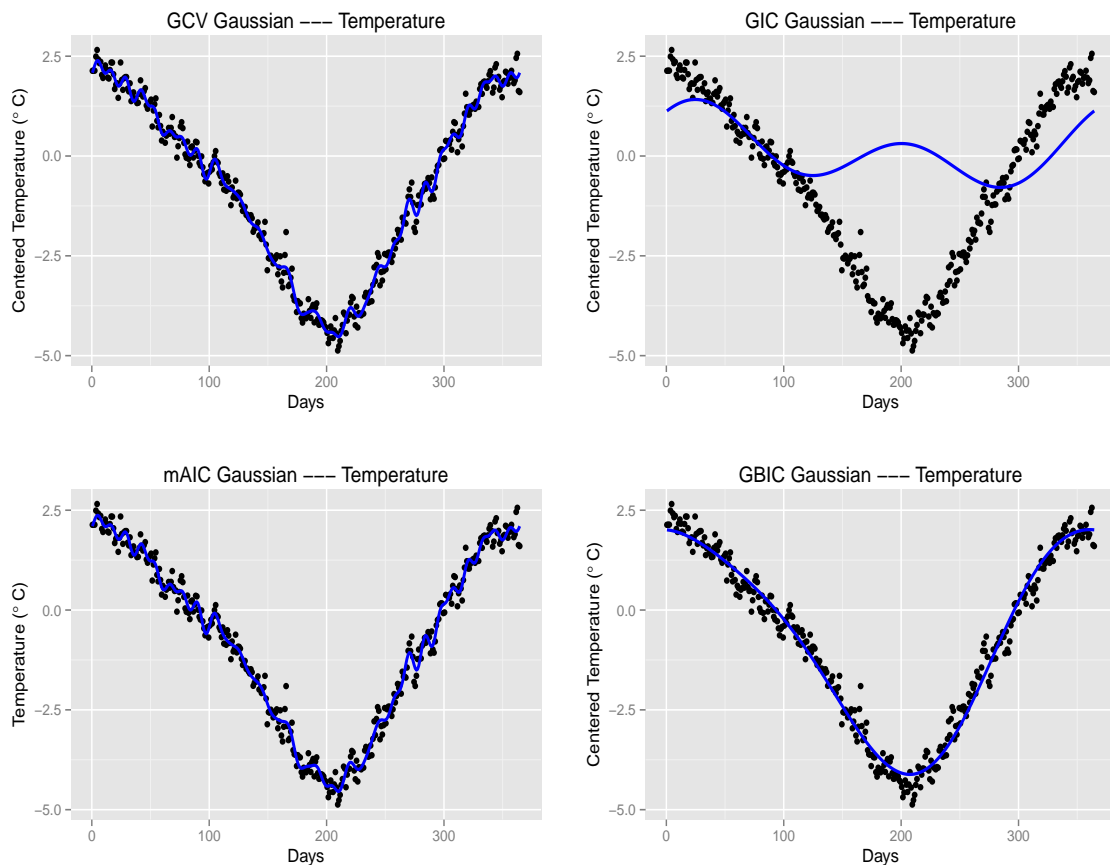 GCV Gaussian −−− Temperature
Centered Temperature (° C)
2.5
0.0
−2.5
−5.0
0 100 200 300
Days
GIC Gaussian −−− Temperature
Centered Temperature (° C)
2.5
0.0
−2.5
−5.0
0 100 200 300
Days
mAIC Gaussian −−− Temperature
Temperature (° C)
2.5
0.0
−2.5
−5.0
0 100 200 300
Days
GBIC Gaussian −−− Temperature
Centered Temperature (° C)
2.5
0.0
−2.5
−5.0
0 100 200 300
Days